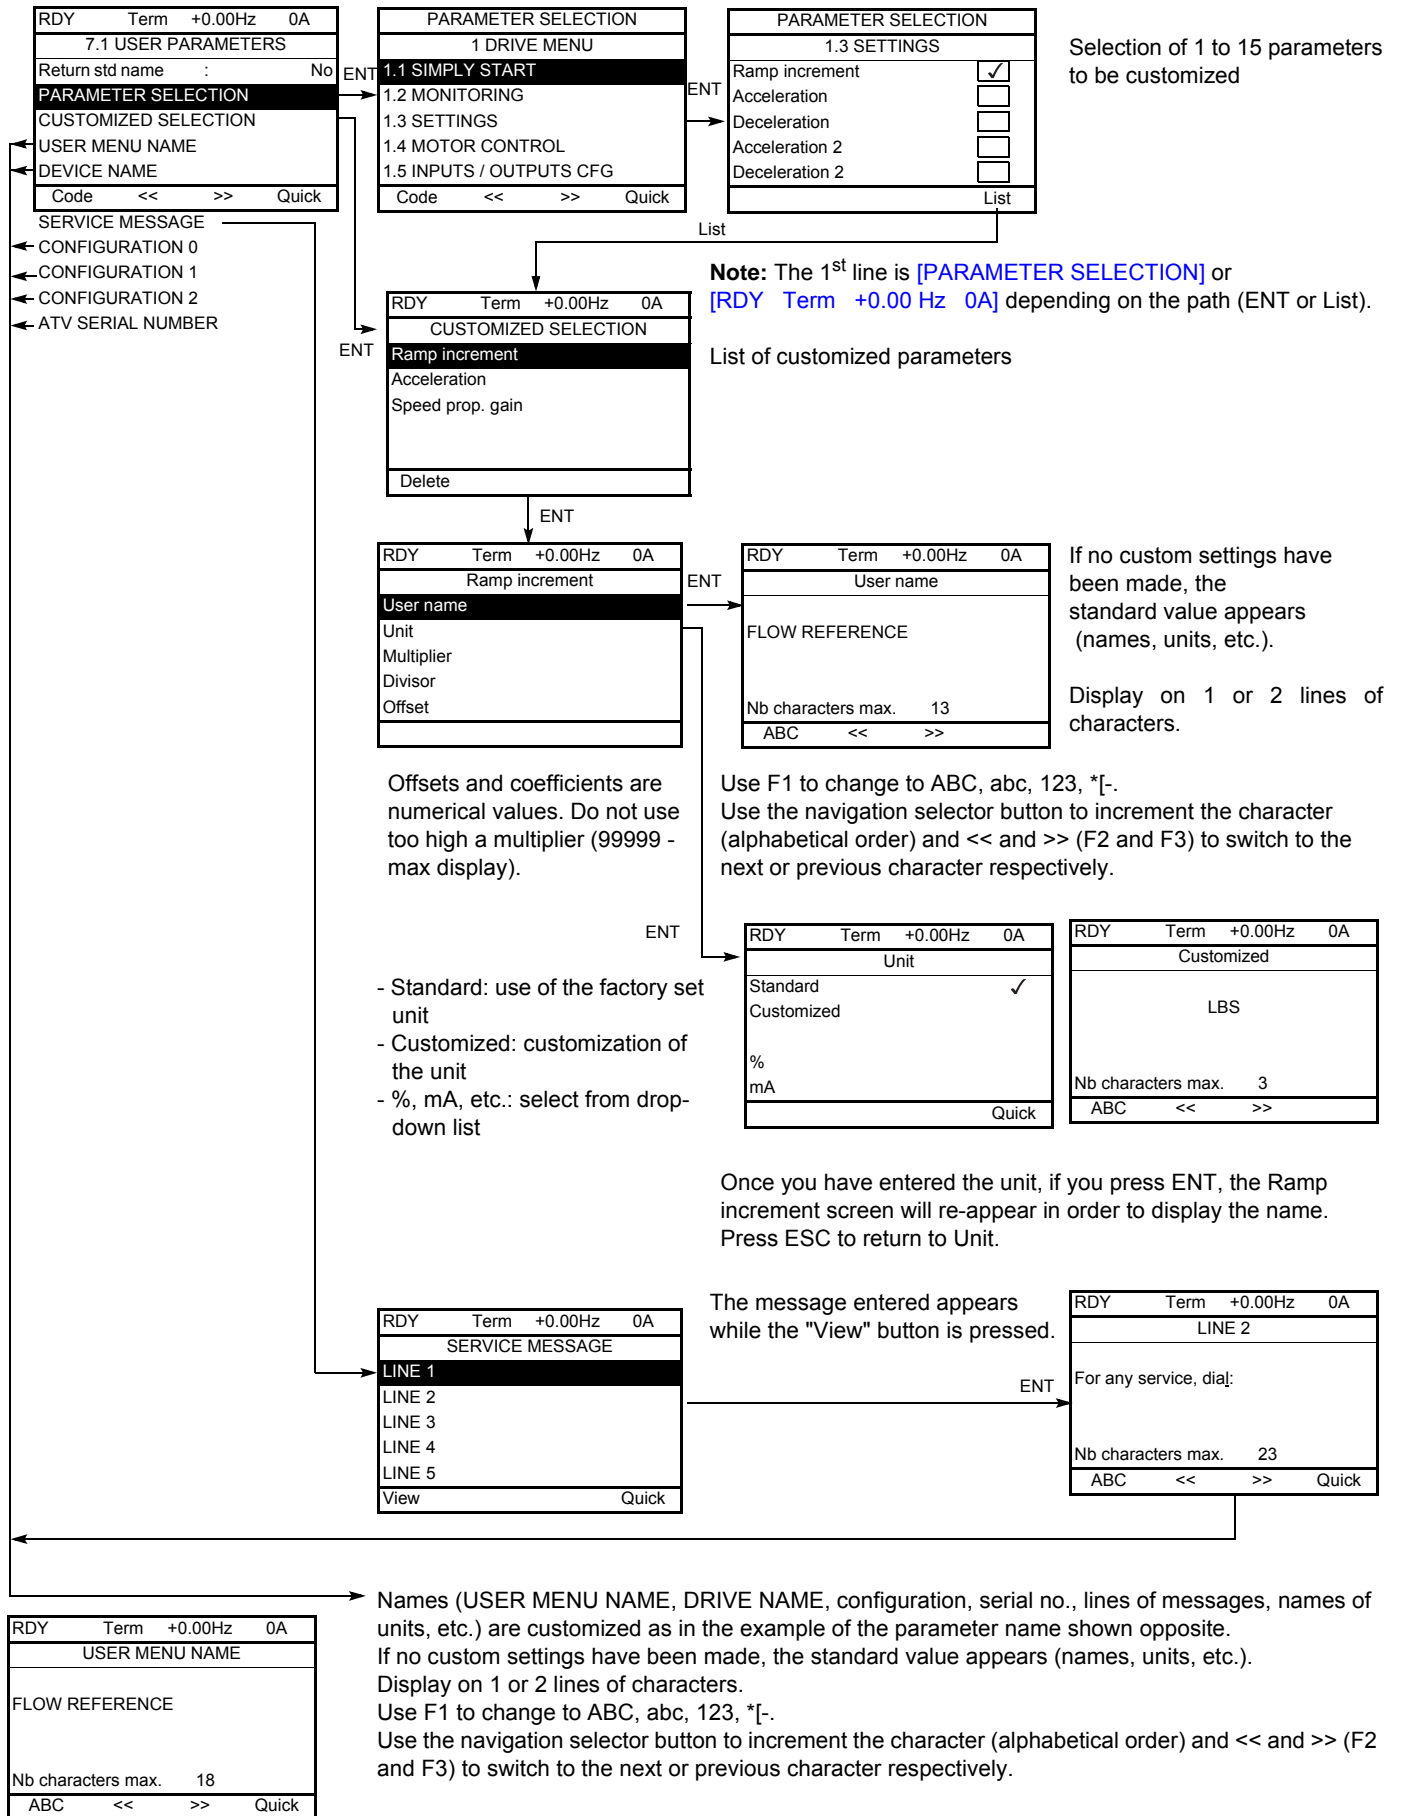 RDY Term +0.00Hz 0A
7.1 USER PARAMETERS
Return std name : No
PARAMETER SELECTION
CUSTOMIZED SELECTION
USER MENU NAME
DEVICE NAME
Code << >> Quick
SERVICE MESSAGE
CONFIGURATION 0
CONFIGURATION 1
CONFIGURATION 2
ATV SERIAL NUMBER
ENT
PARAMETER SELECTION
1 DRIVE MENU
1.1 SIMPLY START
1.2 MONITORING
1.3 SETTINGS
1.4 MOTOR CONTROL
1.5 INPUTS / OUTPUTS CFG
Code << >> Quick
ENT
PARAMETER SELECTION
1.3 SETTINGS
Ramp increment ✓
Acceleration
Deceleration
Acceleration 2
Deceleration 2
List
Selection of 1 to 15 parameters
to be customized
List
Note: The 1st line is [PARAMETER SELECTION] or
[RDY Term +0.00 Hz 0A] depending on the path (ENT or List).
ENT
RDY Term +0.00Hz 0A
CUSTOMIZED SELECTION
Ramp increment
Acceleration
Speed prop. gain
Delete
List of customized parameters
ENT
RDY Term +0.00Hz 0A
Ramp increment
User name
Unit
Multiplier
Divisor
Offset
ENT
RDY Term +0.00Hz 0A
User name
FLOW REFERENCE
Nb characters max. 13
ABC << >>
If no custom settings have
been made, the
standard value appears
(names, units, etc.).
Display on 1 or 2 lines of
characters.
Offsets and coefficients are
numerical values. Do not use
too high a multiplier (99999 -
max display).
Use F1 to change to ABC, abc, 123, *[-.
Use the navigation selector button to increment the character
(alphabetical order) and << and >> (F2 and F3) to switch to the
next or previous character respectively.
ENT
- Standard: use of the factory set
unit
- Customized: customization of
the unit
- %, mA, etc.: select from drop-
down list
RDY Term +0.00Hz 0A
Unit
Standard ✓
Customized
%
mA
Quick
RDY Term +0.00Hz 0A
Customized
LBS
Nb characters max. 3
ABC << >>
Once you have entered the unit, if you press ENT, the Ramp
increment screen will re-appear in order to display the name.
Press ESC to return to Unit.
RDY Term +0.00Hz 0A
SERVICE MESSAGE
LINE 1
LINE 2
LINE 3
LINE 4
LINE 5
View Quick
The message entered appears
while the "View" button is pressed.
ENT
RDY Term +0.00Hz 0A
LINE 2
For any service, dial:
Nb characters max. 23
ABC << >> Quick
Names (USER MENU NAME, DRIVE NAME, configuration, serial no., lines of messages, names of
units, etc.) are customized as in the example of the parameter name shown opposite.
If no custom settings have been made, the standard value appears (names, units, etc.).
Display on 1 or 2 lines of characters.
Use F1 to change to ABC, abc, 123, *[-.
Use the navigation selector button to increment the character (alphabetical order) and << and >> (F2
and F3) to switch to the next or previous character respectively.
RDY Term +0.00Hz 0A
USER MENU NAME
FLOW REFERENCE
Nb characters max. 18
ABC << >> Quick